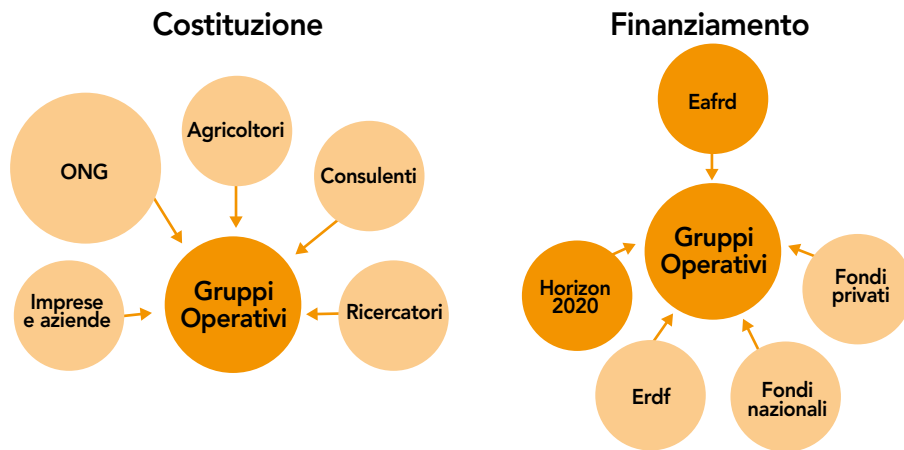 Costituzione
ONG
Agricoltori
Consulenti
Imprese
e aziende
Gruppi
Operativi
Ricercatori
Finanziamento
Eafrd
Gruppi
Operativi
Horizon
2020
Fondi
privati
Erdf
Fondi
nazionali